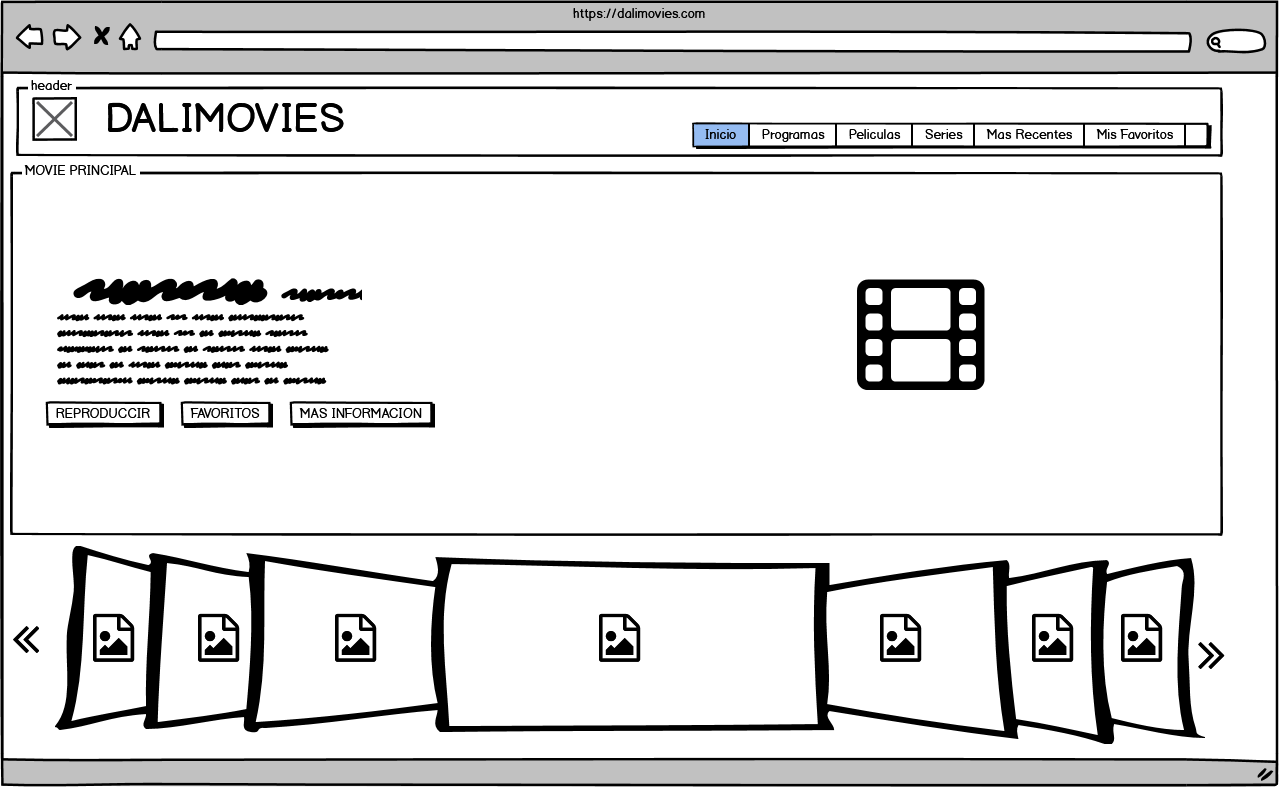 https://dalimovies.com
header
DALIMOVIES
Inicio Programas Peliculas Series Mas Recentes Mis Favoritos
MOVIE PRINCIPAL
REPRODUCCIR FAVORITOS MAS INFORMACION